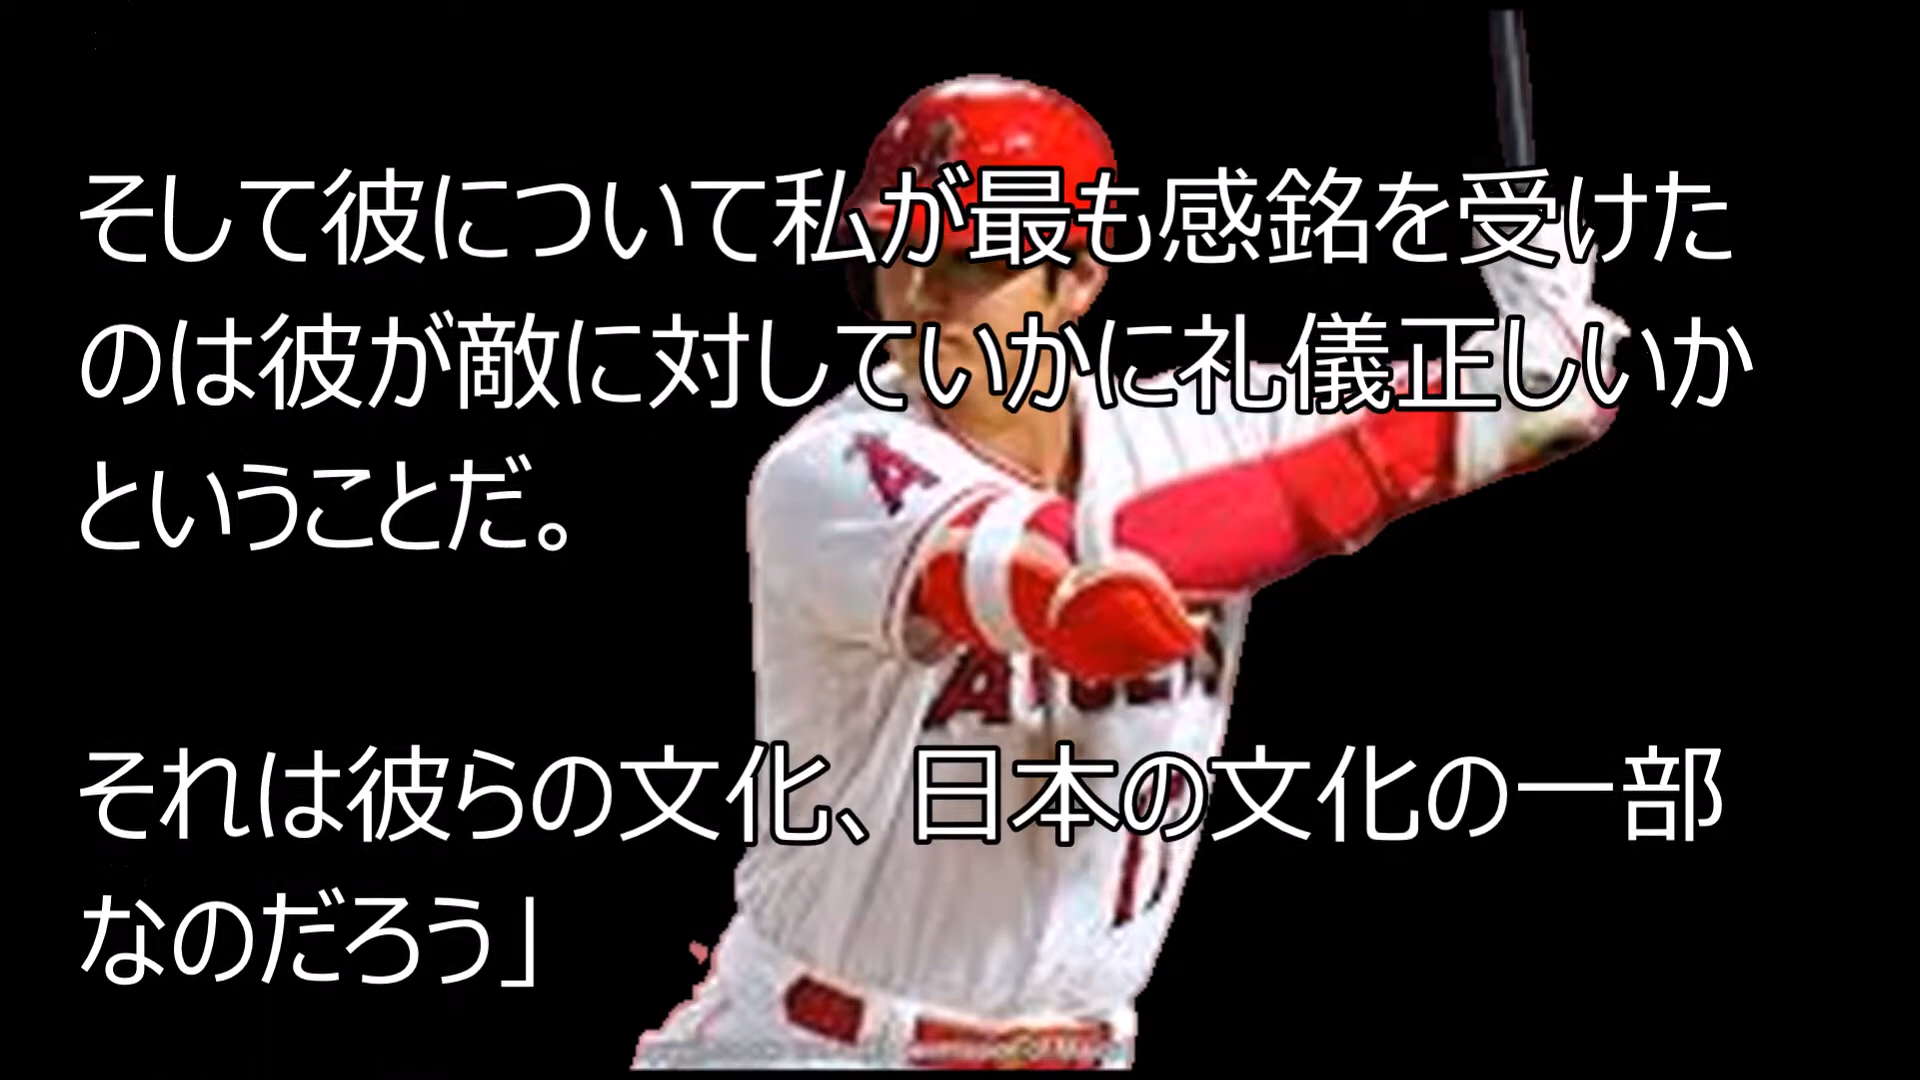 そして彼について私が最も感銘を受けた
のは彼が敵に対していかに礼儀正しいか
ということだ。
それは彼らの文化、日本の文化の一部
なのだろう」
A